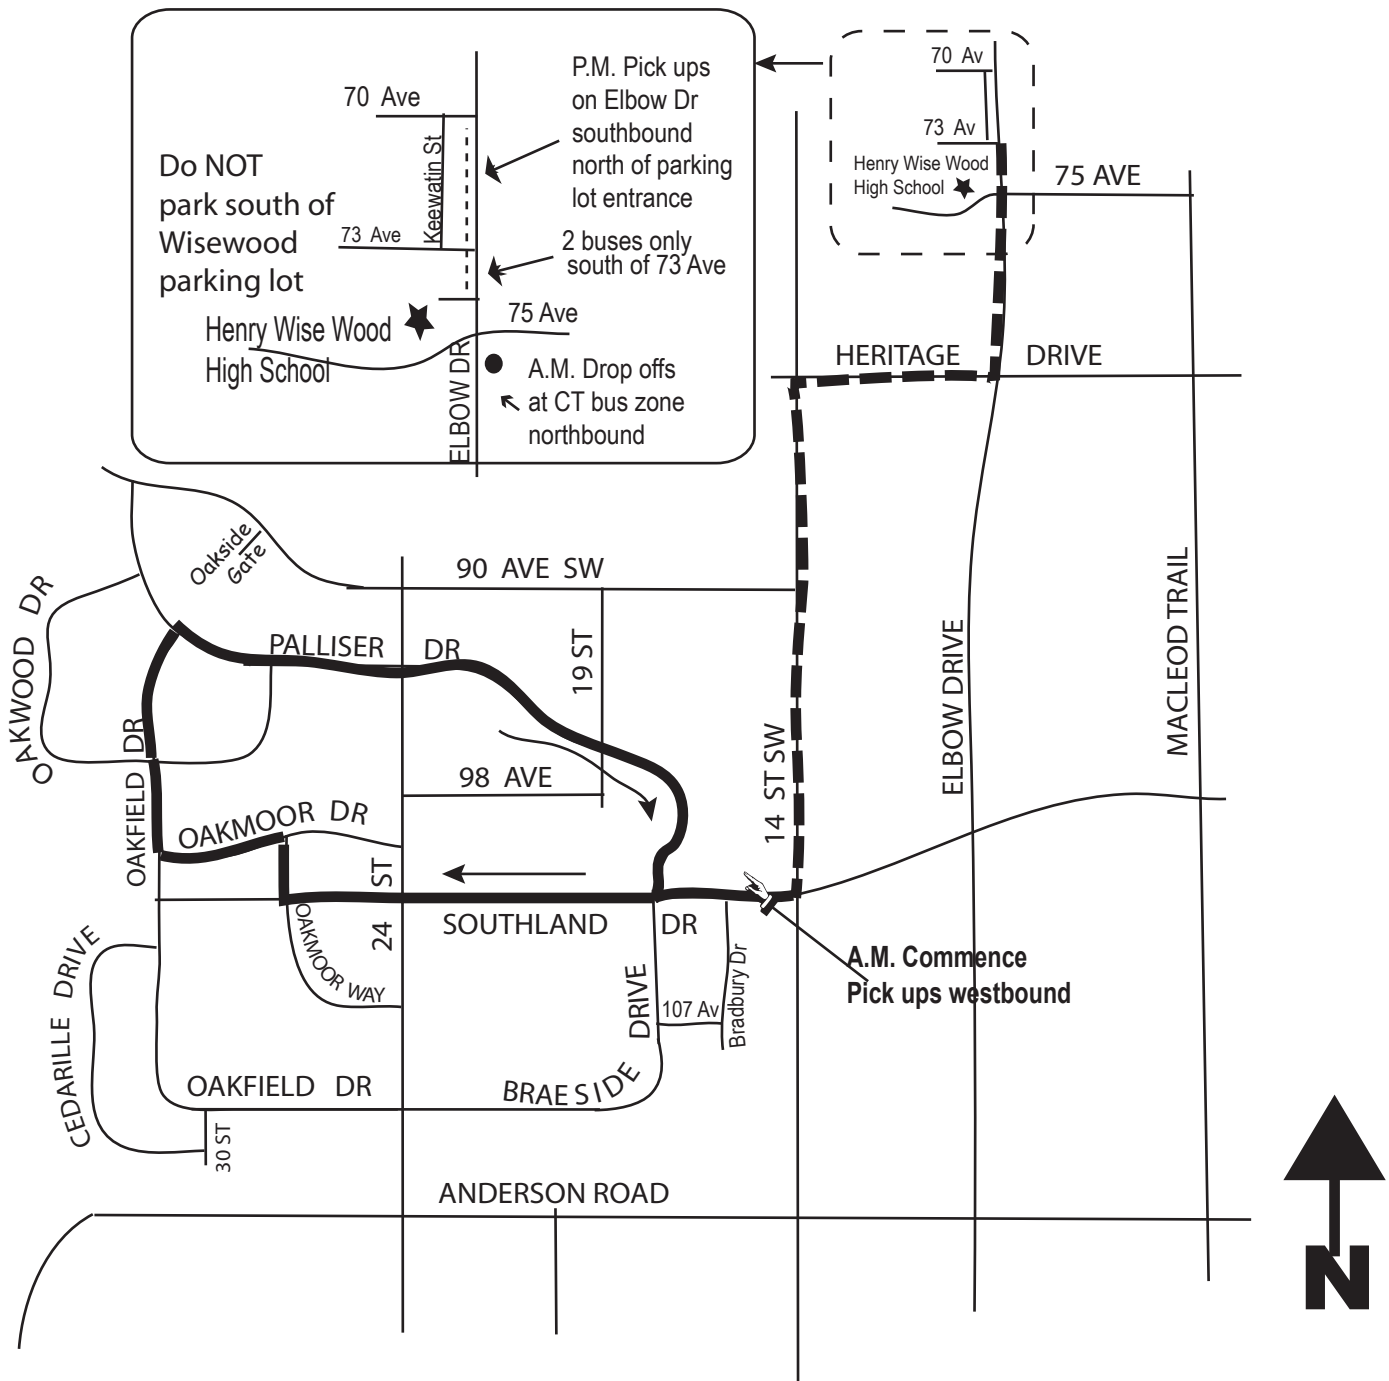 70 Ave
Keewatin St
Do NOT
park south of
Wisewood
parking lot
73 Ave
P.M. Pick ups
on Elbow Dr
southbound
north of parking
lot entrance
2 buses only
south of 73 Ave
Henry Wise Wood
High School
75 Ave
ELBOW DR
A.M. Drop offs
at CT bus zone
northbound
70 Av
73 Av
Henry Wise Wood
High School
75 AVE
HERITAGE DRIVE
Oakside
Gate
90 AVE SW
OAKWOOD DR
PALLISER DR
19 ST
OAKFIELD DR
98 AVE
OAKMOOR DR
14 ST SW
ELBOW DRIVE
MACLEOD TRAIL
24 ST
SOUTHLAND DR
OAKMOOR WAY
A.M. Commence
Pick ups westbound
CEDARILLE DRIVE
BRAESIDE DRIVE
107 Av
Bradbury Dr
OAKFIELD DR
30 ST
ANDERSON ROAD
N